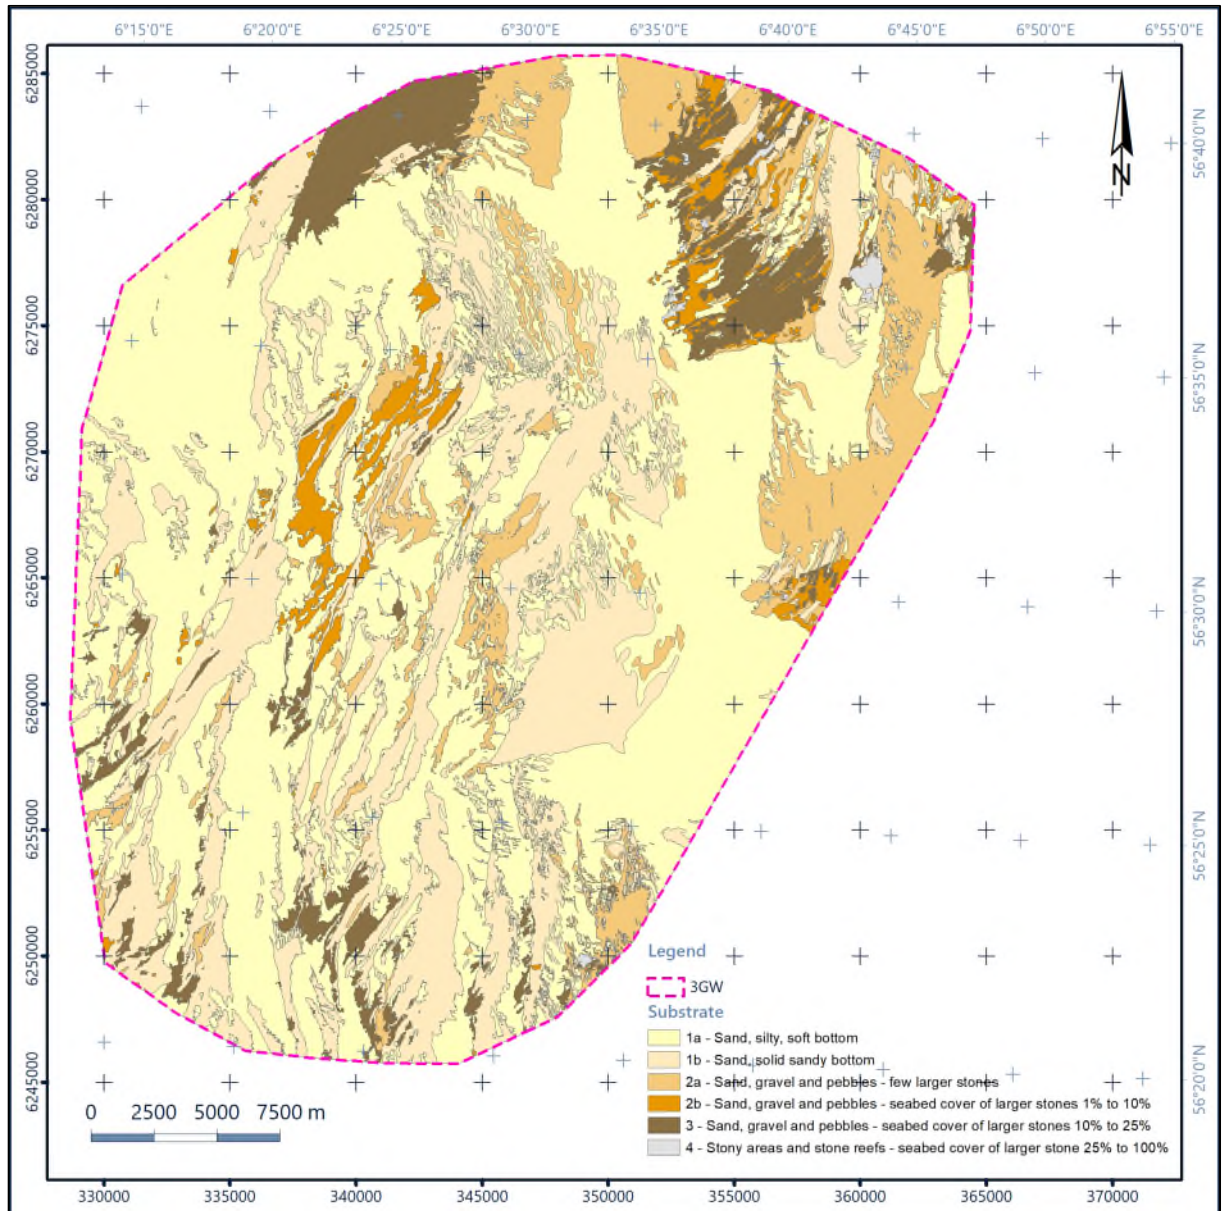 6°15'0"E 6°20'0"E 6°25'0"E 6°30'0"E 6°35'0"E 6°40'0"E 6°45'0"E 6°50'0"E 6°55'0"E
6285000
6280000
6275000
6270000
6265000
6260000
6255000
6250000
6245000
56°40'0"N
56°35'0"N
56°30'0"N
56°25'0"N
56°20'0"N
N
Legend
3GW
Substrate
1a - Sand, silty, soft bottom
1b - Sand, solid sandy bottom
2a - Sand, gravel and pebbles - few larger stones
2b - Sand, gravel and pebbles - seabed cover of larger stones 1% to 10%
3 - Sand, gravel and pebbles - seabed cover of larger stones 10% to 25%
4 - Stony areas and stone reefs - seabed cover of larger stone 25% to 100%
0 2500 5000 7500 m
330000 335000 340000 345000 350000 355000 360000 365000 370000